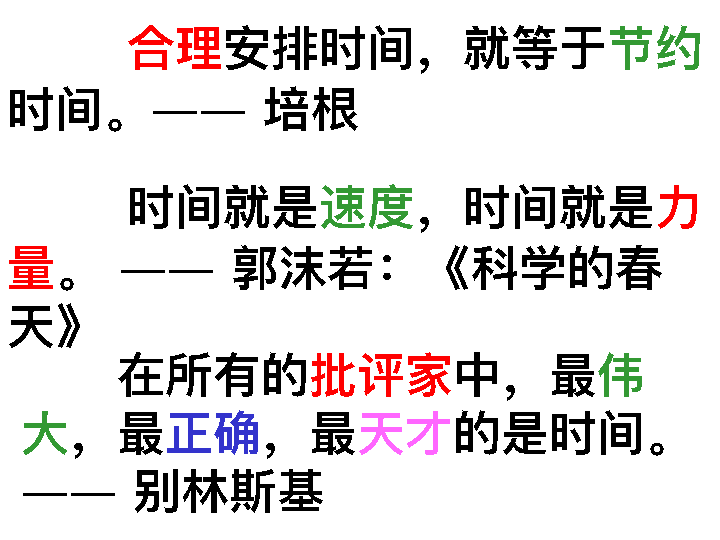 合理安排时间，就等于节约
时间。—— 培根
时间就是速度，时间就是力
量。 —— 郭沫若：《科学的春
天》
在所有的批评家中，最伟
大，最正确，最天才的是时间。
—— 别林斯基